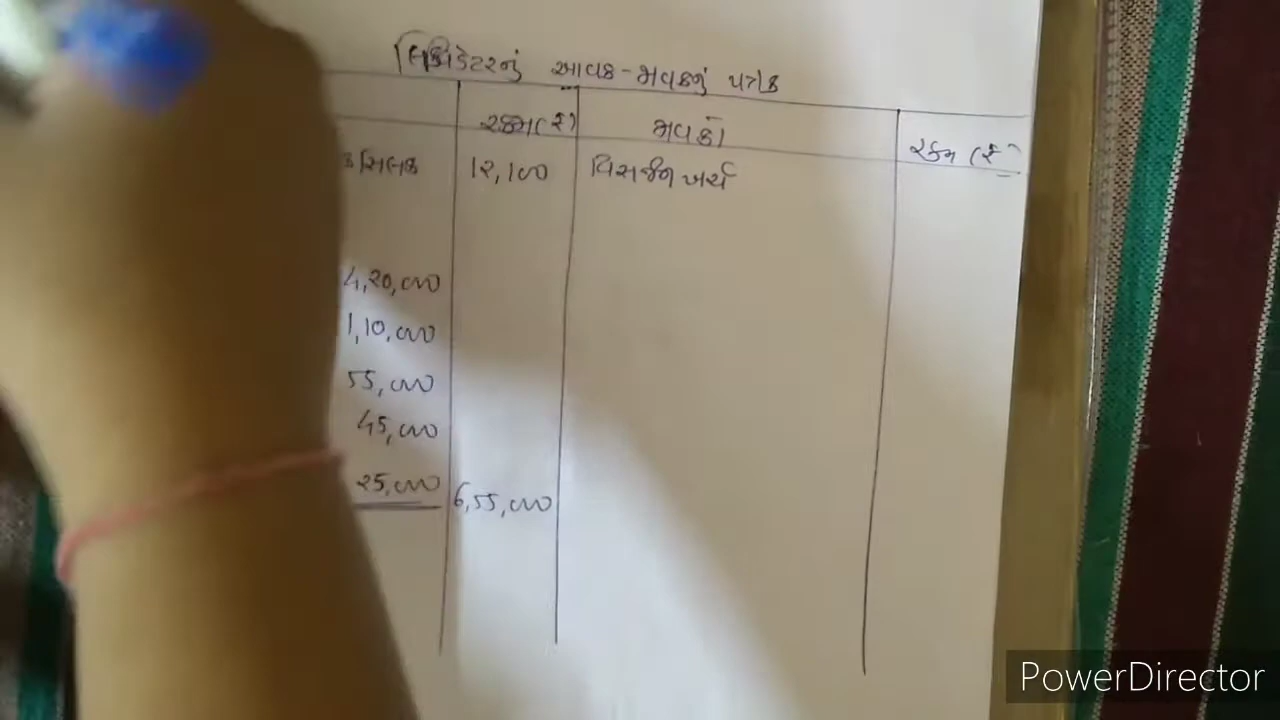 લિક્વિડેટરનું આવક-જાવકનું પત્રક
રકમ(₹) જાવકો રકમ (₹
સિલક 12,100 વિસર્જન ખર્ચ
4,20,000
1,10,000
55,000
45,000
25,000 6,55,000
PowerDirector